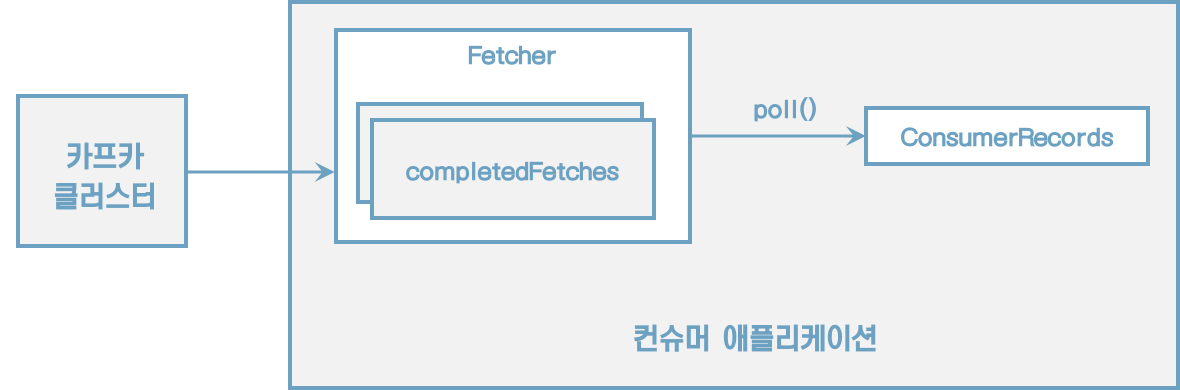 Fetcher
poll()
카프카
클러스터
completedFetches
ConsumerRecords
컨슈머 애플리케이션